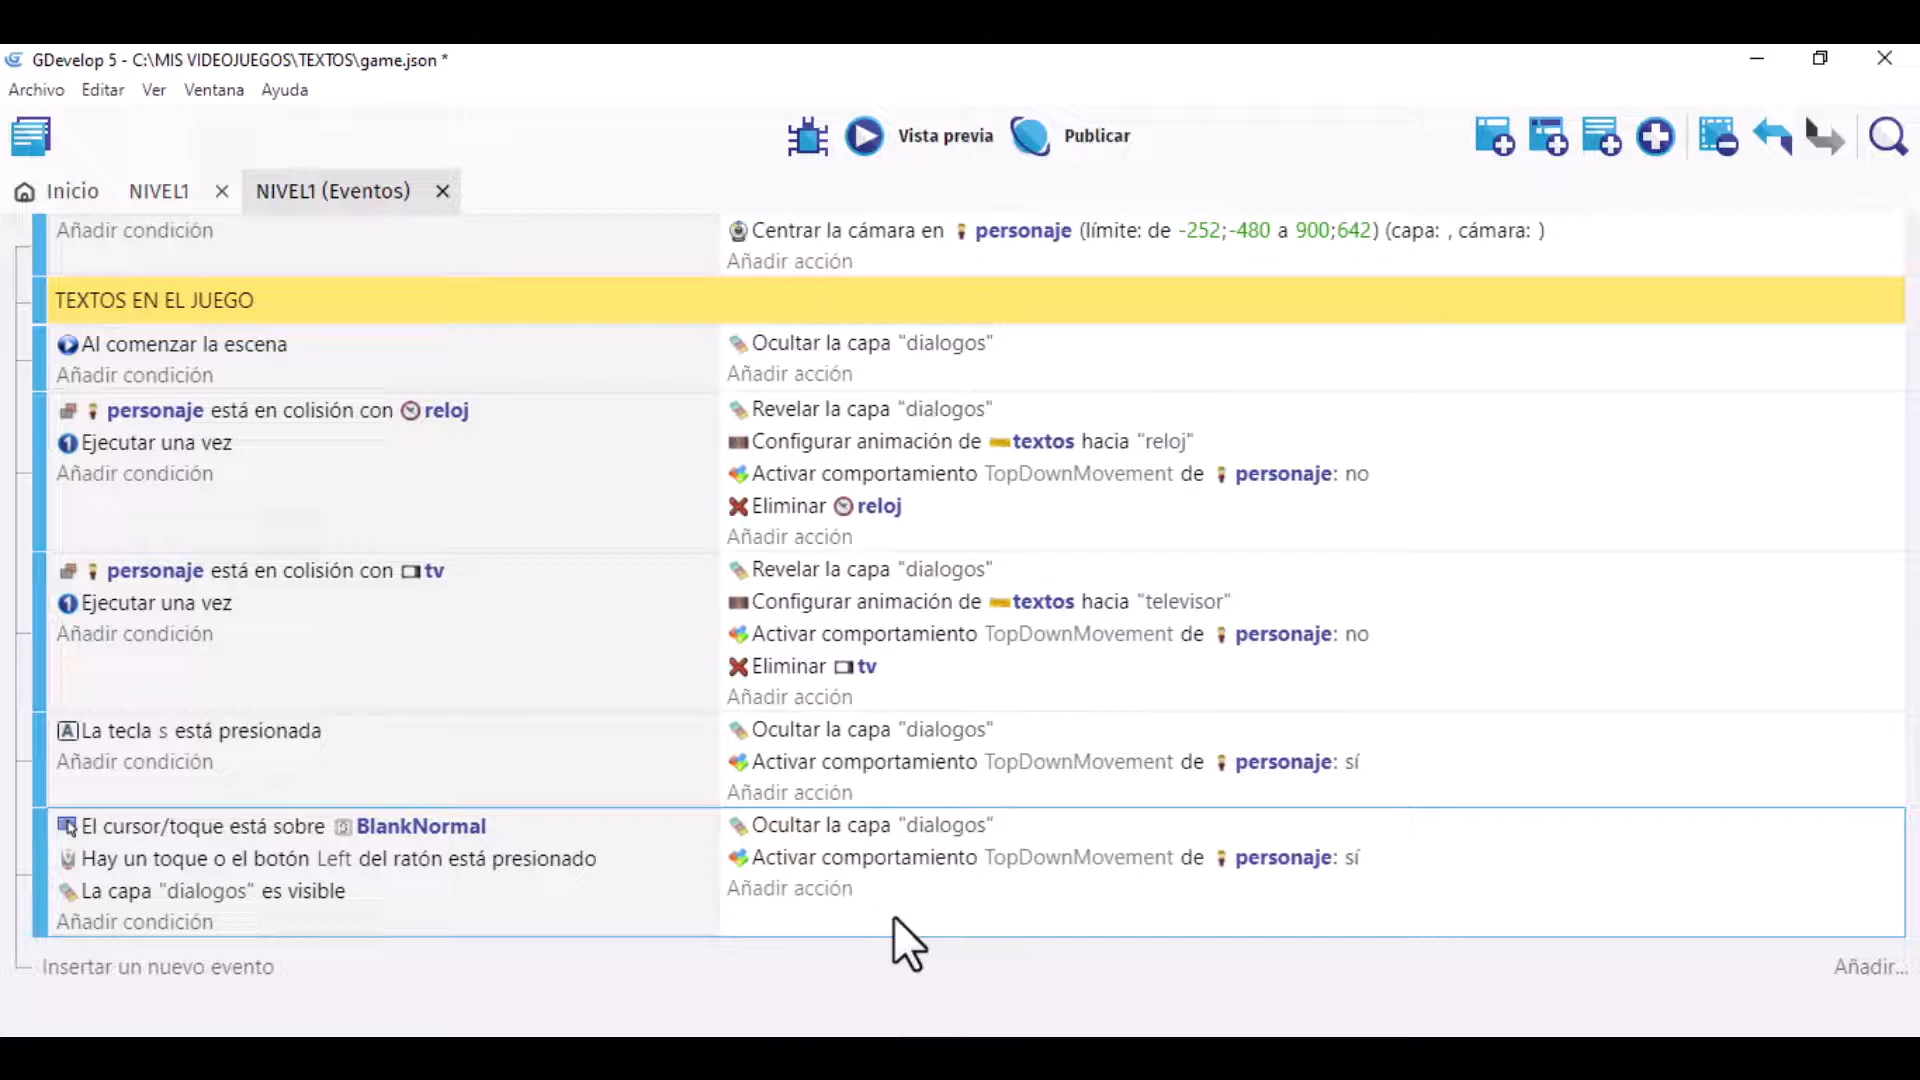 GDevelop 5 - C:\MIS VIDEOJUEGOS\TEXTOS\game.json *
Archivo Editar Ver Ventana Ayuda
Vista previa Publicar
Inicio NIVEL1 NIVEL1 (Eventos)
Añadir condición
Centrar la cámara en personaje (límite: de -252;-480 a 900;642) (capa: , cámara: )
Añadir acción
TEXTOS EN EL JUEGO
Al comenzar la escena
Añadir condición
Ocultar la capa "dialogos"
Añadir acción
personaje está en colisión con reloj
Ejecutar una vez
Añadir condición
Revelar la capa "dialogos"
Configurar animación de textos hacia "reloj"
Activar comportamiento TopDownMovement de personaje: no
Eliminar reloj
Añadir acción
personaje está en colisión con tv
Ejecutar una vez
Añadir condición
Revelar la capa "dialogos"
Configurar animación de textos hacia "televisor"
Activar comportamiento TopDownMovement de personaje: no
Eliminar tv
Añadir acción
La tecla s está presionada
Añadir condición
Ocultar la capa "dialogos"
Activar comportamiento TopDownMovement de personaje: sí
Añadir acción
El cursor/toque está sobre BlankNormal
Hay un toque o el botón Left del ratón está presionado
La capa "dialogos" es visible
Añadir condición
Ocultar la capa "dialogos"
Activar comportamiento TopDownMovement de personaje: sí
Añadir acción
Insertar un nuevo evento
Añadir...